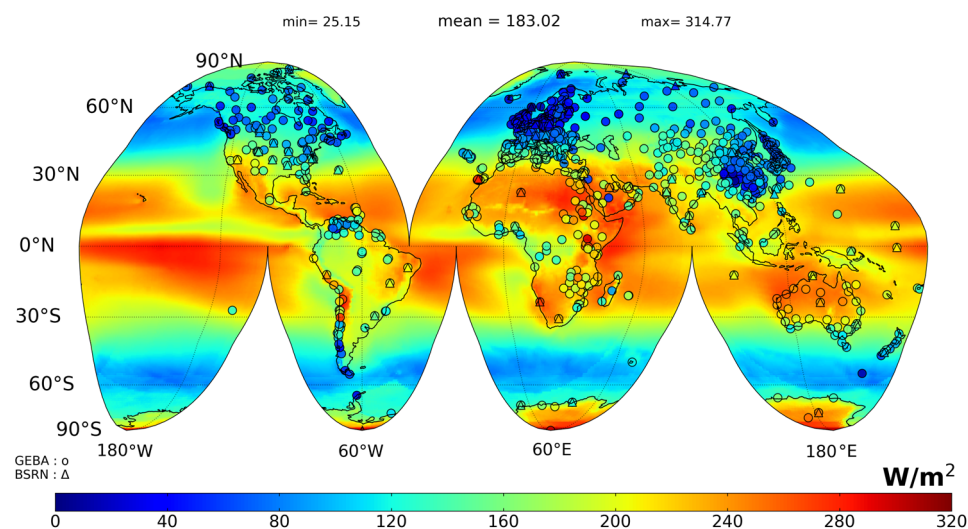 min= 25.15 mean = 183.02 max= 314.77
90°N
60°N
30°N
0°N
30°S
60°S
90°S
180°W 60°W 60°E 180°E
GEBA : o
BSRN : Δ
W/m²
0 40 80 120 160 200 240 280 320